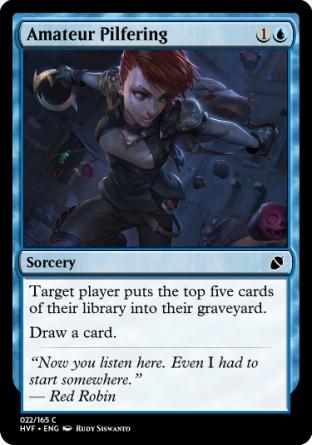 Amateur Pilfering 1
Sorcery
Target player puts the top five cards
of their library into their graveyard.
Draw a card.
“Now you listen here. Even I had to
start somewhere.”
— Red Robin
022/165 C
HVF • ENG Rudy Siswanto